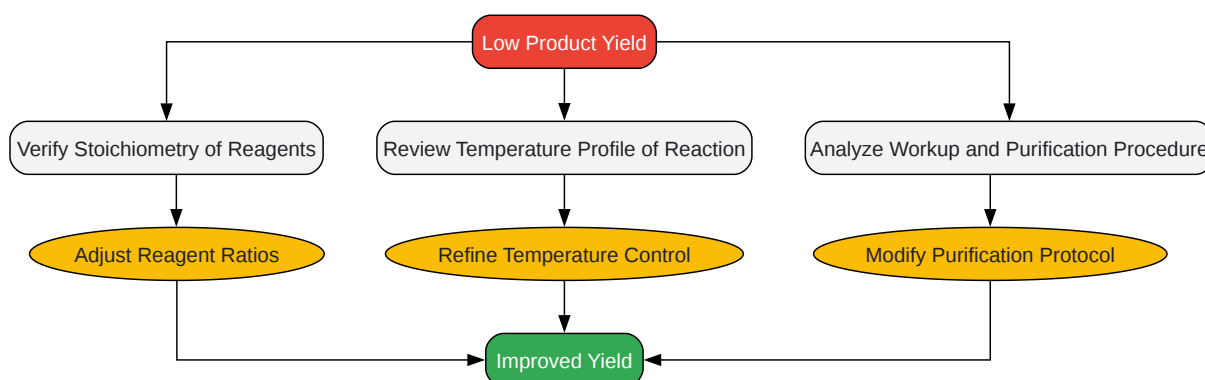 Low Product Yield
Verify Stoichiometry of Reagents
Review Temperature Profile of Reaction
Analyze Workup and Purification Procedure
Adjust Reagent Ratios
Refine Temperature Control
Modify Purification Protocol
Improved Yield